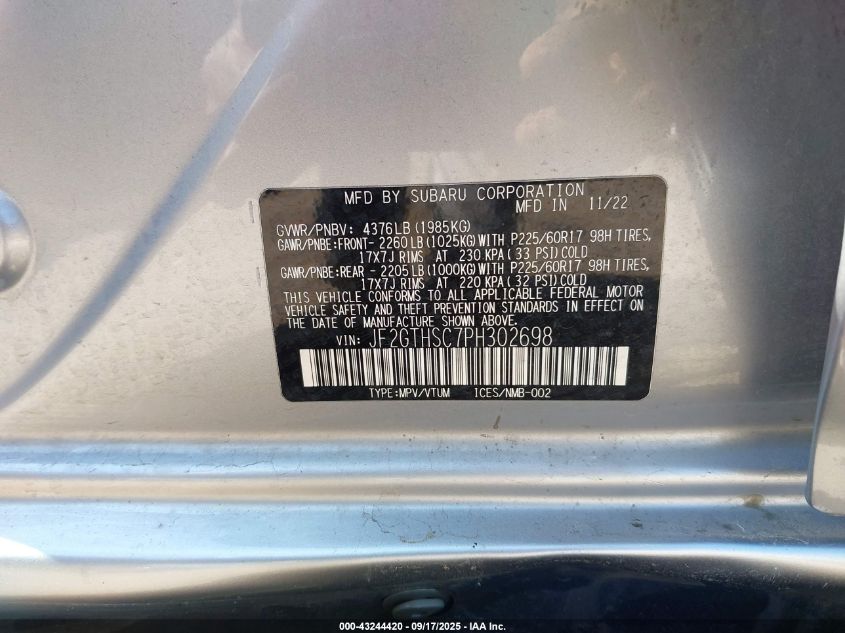 MFD BY SUBARU CORPORATION
MFD IN 11/22
GVWR/PNBV: 4376LB(1985KG)
GAWR/PNBE:FRONT- 2260LB(1025KG)WITH P225/60R17 98H TIRES,
17X7J RIMS AT 230 KPA(33 PSI)COLD
GAWR/PNBE:REAR - 2205LB(1000KG)WITH P225/60R17 98H TIRES,
17X7J RIMS AT 220 KPA(32 PSI)COLD
THIS VEHICLE CONFORMS TO ALL APPLICABLE FEDERAL MOTOR
VEHICLE SAFETY AND THEFT PREVENTION STANDARDS IN EFFECT ON
THE DATE OF MANUFACTURE SHOWN ABOVE.
VIN: JF2GTHSC7PH302698
TYPE:MPV/VTUM ICES/NMB-002
000-43244420 - 09/17/2025 - IAA Inc.